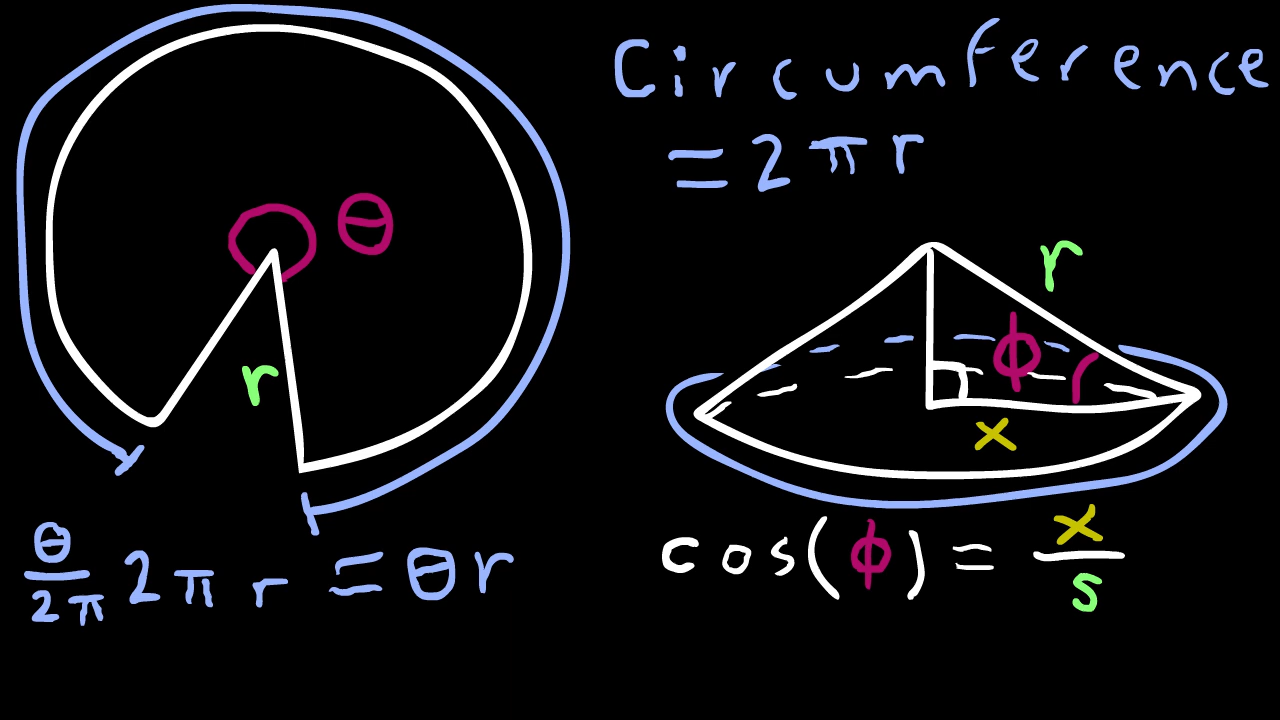 Circumference
= 2πr
θ
r
r
ϕ
x
θ/2π 2πr = θr
cos(ϕ) = x/s